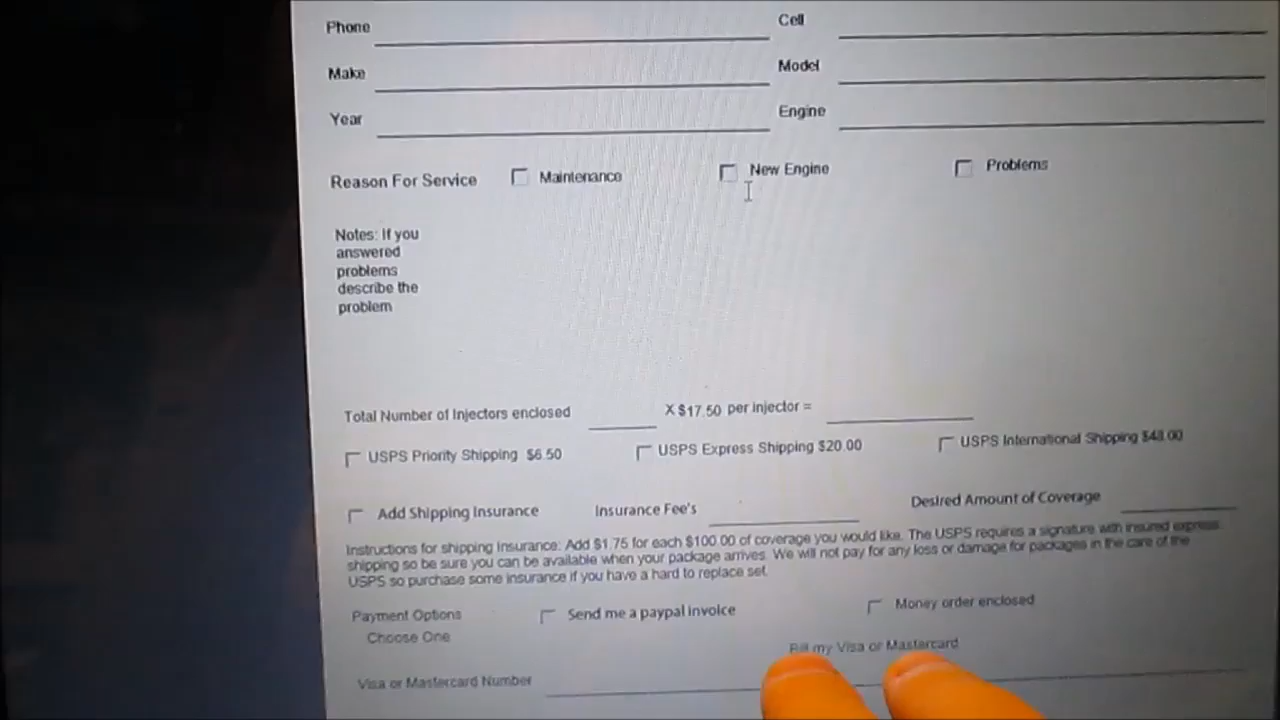 Phone Cell
Make Model
Year Engine
Reason For Service Maintenance New Engine Problems
Notes: If you
answered
problems
describe the
problem
Total Number of Injectors enclosed X $17.50 per injector =
USPS Priority Shipping $6.50 USPS Express Shipping $20.00 USPS International Shipping $48.00
Add Shipping Insurance Insurance Fee's Desired Amount of Coverage
Instructions for shipping Insurance: Add $1.75 for each $100.00 of coverage you would like. The USPS requires a signature with insured express
shipping so be sure you can be available when your package arrives. We will not pay for any loss or damage for packages in the care of the
USPS so purchase some insurance if you have a hard to replace set.
Payment Options Send me a paypal invoice Money order enclosed
Choose One
Bill my Visa or Mastercard
Visa or Mastercard Number